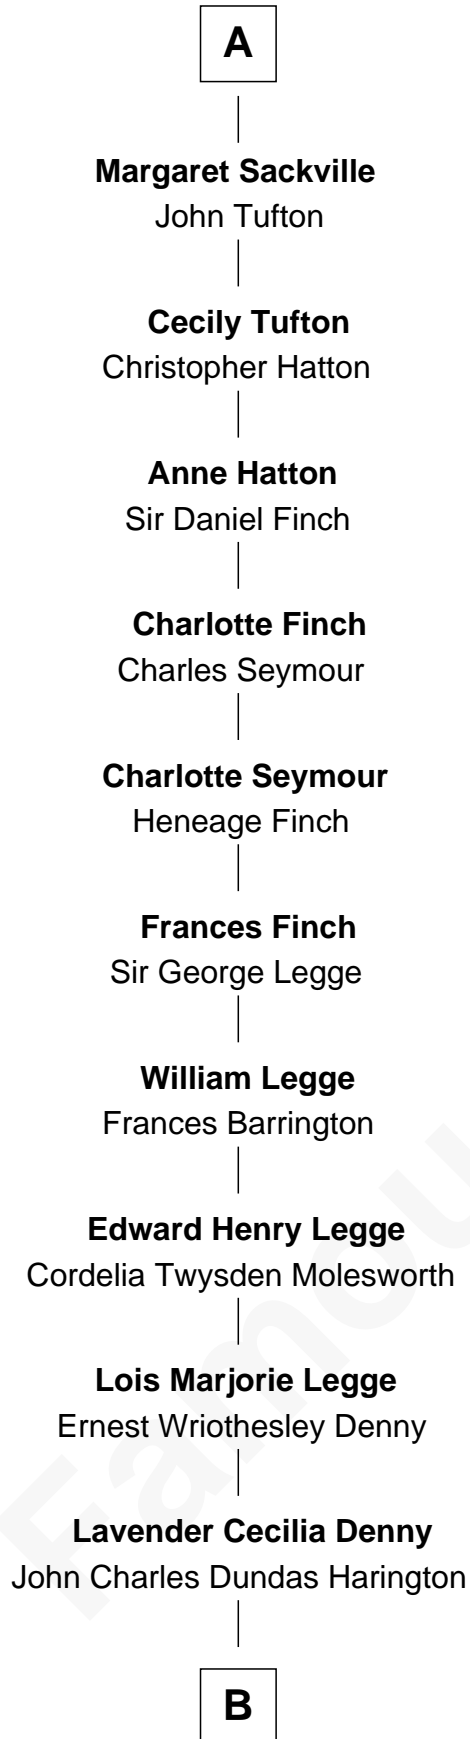 A
Margaret Sackville
John Tufton
Cecily Tufton
Christopher Hatton
Anne Hatton
Sir Daniel Finch
Charlotte Finch
Charles Seymour
Charlotte Seymour
Heneage Finch
Frances Finch
Sir George Legge
William Legge
Frances Barrington
Edward Henry Legge
Cordelia Twysden Molesworth
Lois Marjorie Legge
Ernest Wriothesley Denny
Lavender Cecilia Denny
John Charles Dundas Harington
B
Famou